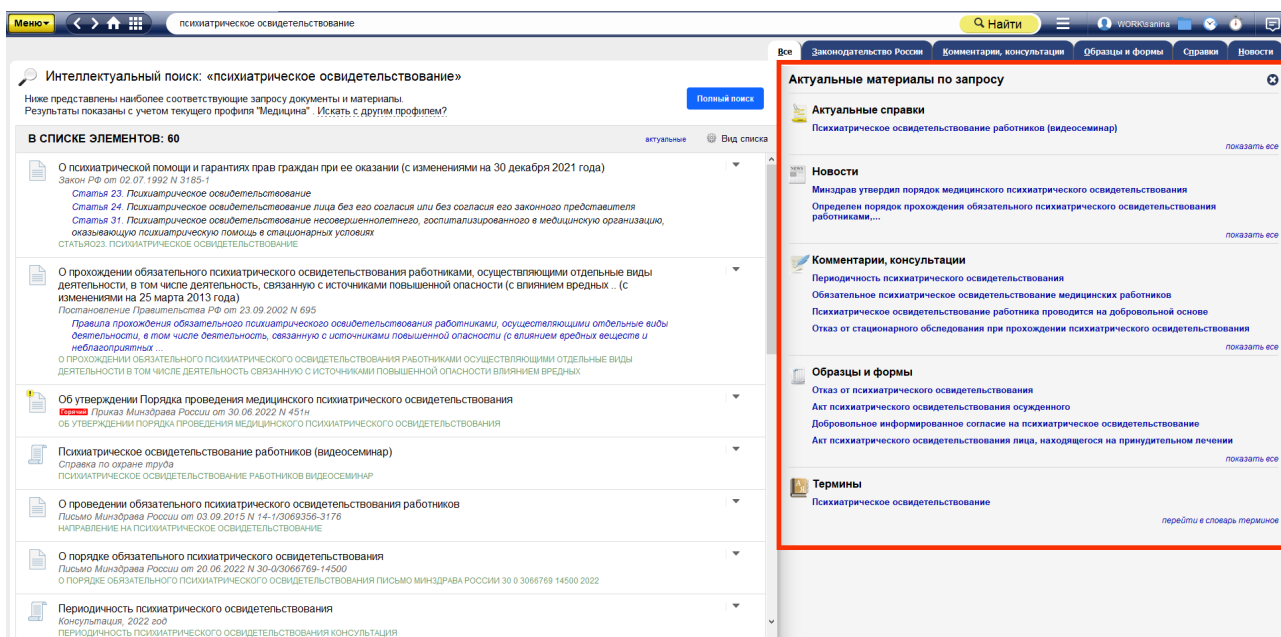 Меню
психиатрическое освидетельствование
Найти
WORK\sanina
Все
Законодательство России
Комментарии, консультации
Образцы и формы
Справки
Новости
Интеллектуальный поиск: «психиатрическое освидетельствование»
Ниже представлены наиболее соответствующие запросу документы и материалы.
Результаты показаны с учетом текущего профиля "Медицина" . Искать с другим профилем?
Полный поиск
В СПИСКЕ ЭЛЕМЕНТОВ: 60
актуальные
Вид списка
О психиатрической помощи и гарантиях прав граждан при ее оказании (с изменениями на 30 декабря 2021 года)
Закон РФ от 02.07.1992 N 3185-1
Статья 23. Психиатрическое освидетельствование
Статья 24. Психиатрическое освидетельствование лица без его согласия или без согласия его законного представителя
Статья 31. Психиатрическое освидетельствование несовершеннолетнего, госпитализированного в медицинскую организацию,
оказывающую психиатрическую помощь в стационарных условиях
СТАТЬЯ023. ПСИХИАТРИЧЕСКОЕ ОСВИДЕТЕЛЬСТВОВАНИЕ
О прохождении обязательного психиатрического освидетельствования работниками, осуществляющими отдельные виды
деятельности, в том числе деятельность, связанную с источниками повышенной опасности (с влиянием вредных .. (с
изменениями на 25 марта 2013 года)
Постановление Правительства РФ от 23.09.2002 N 695
Правила прохождения обязательного психиатрического освидетельствования работниками, осуществляющими отдельные виды
деятельности, в том числе деятельность, связанную с источниками повышенной опасности (с влиянием вредных веществ и
неблагоприятных ...
О ПРОХОЖДЕНИИ ОБЯЗАТЕЛЬНОГО ПСИХИАТРИЧЕСКОГО ОСВИДЕТЕЛЬСТВОВАНИЯ РАБОТНИКАМИ ОСУЩЕСТВЛЯЮЩИМИ ОТДЕЛЬНЫЕ ВИДЫ
ДЕЯТЕЛЬНОСТИ В ТОМ ЧИСЛЕ ДЕЯТЕЛЬНОСТЬ СВЯЗАННУЮ С ИСТОЧНИКАМИ ПОВЫШЕННОЙ ОПАСНОСТИ ВЛИЯНИЕМ ВРЕДНЫХ
Об утверждении Порядка проведения медицинского психиатрического освидетельствования
Горячий Приказ Минздрава России от 30.06.2022 N 451н
ОБ УТВЕРЖДЕНИИ ПОРЯДКА ПРОВЕДЕНИЯ МЕДИЦИНСКОГО ПСИХИАТРИЧЕСКОГО ОСВИДЕТЕЛЬСТВОВАНИЯ
Психиатрическое освидетельствование работников (видеосеминар)
Справка по охране труда
ПСИХИАТРИЧЕСКОЕ ОСВИДЕТЕЛЬСТВОВАНИЕ РАБОТНИКОВ ВИДЕОСЕМИНАР
О проведении обязательного психиатрического освидетельствования работников
Письмо Минздрава России от 03.09.2015 N 14-1/3069356-3176
НАПРАВЛЕНИЕ НА ПСИХИАТРИЧЕСКОЕ ОСВИДЕТЕЛЬСТВОВАНИЕ
О порядке обязательного психиатрического освидетельствования
Письмо Минздрава России от 20.06.2022 N 30-0/3066769-14500
О ПОРЯДКЕ ОБЯЗАТЕЛЬНОГО ПСИХИАТРИЧЕСКОГО ОСВИДЕТЕЛЬСТВОВАНИЯ ПИСЬМО МИНЗДРАВА РОССИИ 30 0 3066769 14500 2022
Периодичность психиатрического освидетельствования
Консультация, 2022 год
ПЕРИОДИЧНОСТЬ ПСИХИАТРИЧЕСКОГО ОСВИДЕТЕЛЬСТВОВАНИЯ КОНСУЛЬТАЦИЯ
Актуальные материалы по запросу
Актуальные справки
Психиатрическое освидетельствование работников (видеосеминар)
показать все
NEWS
Новости
Минздрав утвердил порядок медицинского психиатрического освидетельствования
Определен порядок прохождения обязательного психиатрического освидетельствования
работниками,...
показать все
Комментарии, консультации
Периодичность психиатрического освидетельствования
Обязательное психиатрическое освидетельствование медицинских работников
Психиатрическое освидетельствование работника проводится на добровольной основе
Отказ от стационарного обследования при прохождении психиатрического освидетельствования
показать все
Образцы и формы
Отказ от психиатрического освидетельствования
Акт психиатрического освидетельствования осужденного
Добровольное информированное согласие на психиатрическое освидетельствование
Акт психиатрического освидетельствования лица, находящегося на принудительном лечении
показать все
Термины
Психиатрическое освидетельствование
перейти в словарь терминов